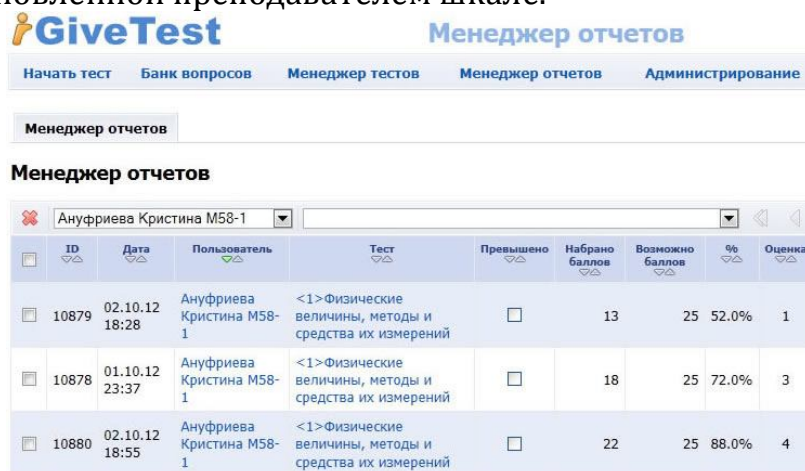 новленной преподавателем шкале.
iGiveTest Менеджер отчетов
Начать тест Банк вопросов Менеджер тестов Менеджер отчетов Администрирование
Менеджер отчетов
Менеджер отчетов
Ануфриева Кристина М58-1
ID Дата Пользователь Тест Превышено Набрано баллов Возможно баллов % Оценка
10879 02.10.12 18:28 Ануфриева Кристина М58-1 <1>Физические величины, методы и средства их измерений 13 25 52.0% 1
10878 01.10.12 23:37 Ануфриева Кристина М58-1 <1>Физические величины, методы и средства их измерений 18 25 72.0% 3
10880 02.10.12 18:55 Ануфриева Кристина М58-1 <1>Физические величины, методы и средства их измерений 22 25 88.0% 4